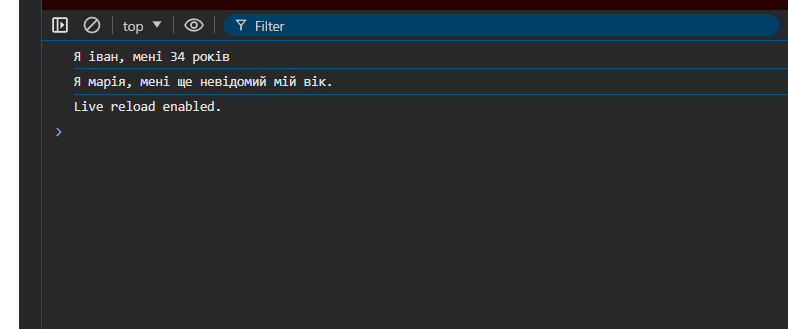 top Filter
Я іван, мені 34 років
Я марія, мені ще невідомий мій вік.
Live reload enabled.